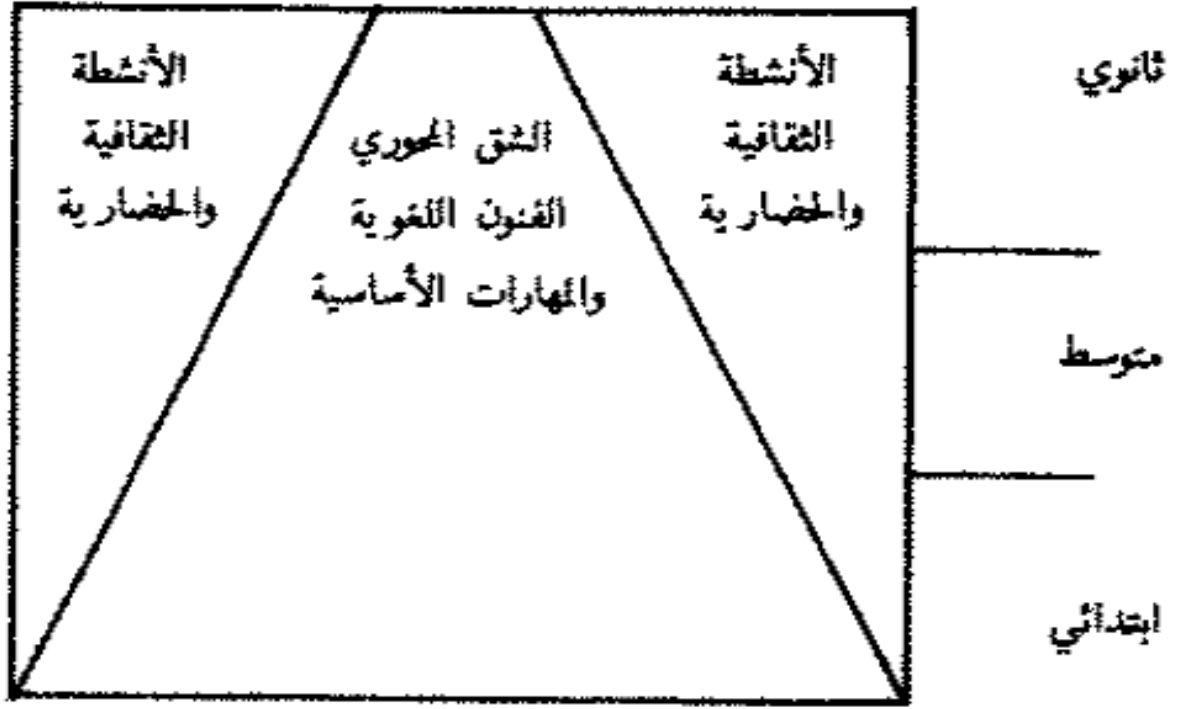 ثانوي
الأنشطة
الثقافية
والحضارية
الشق المحوري
الفنون اللغوية
والمهارات الأساسية
الأنشطة
الثقافية
والحضارية
متوسط
ابتدائي